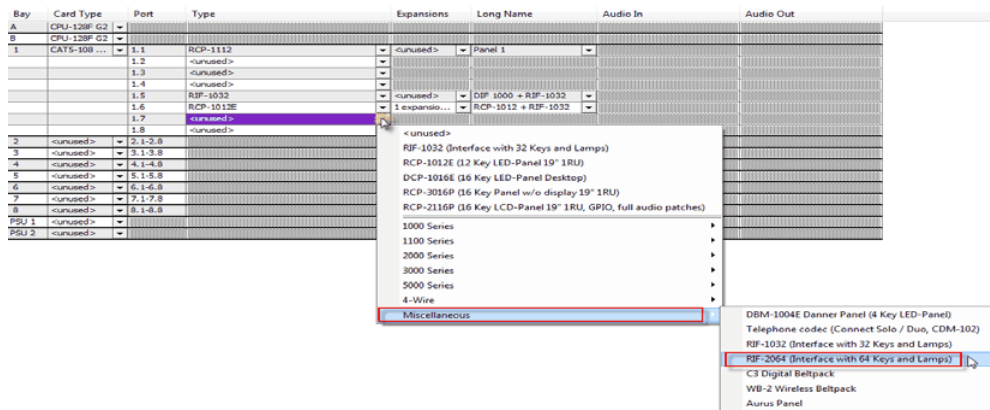 Bay Card Type Port Type Expansions Long Name Audio In Audio Out
A CPU-128F G2
B CPU-128F G2
1 CAT5-108 ... 1.1 RCP-1112 <unused> Panel 1
1.2 <unused>
1.3 <unused>
1.4 <unused>
1.5 RIF-1032 <unused> DIF 1000 + RIF-1032
1.6 RCP-1012E 1 expansio... RCP-1012 + RIF-1032
1.7 <unused>
1.8 <unused>
2 <unused> 2.1-2.8
3 <unused> 3.1-3.8
4 <unused> 4.1-4.8
5 <unused> 5.1-5.8
6 <unused> 6.1-6.8
7 <unused> 7.1-7.8
8 <unused> 8.1-8.8
PSU 1 <unused>
PSU 2 <unused>
<unused>
RIF-1032 (Interface with 32 Keys and Lamps)
RCP-1012E (12 Key LED-Panel 19" 1RU)
DCP-1016E (16 Key LED-Panel Desktop)
RCP-3016P (16 Key Panel w/o display 19" 1RU)
RCP-2116P (16 Key LCD-Panel 19" 1RU, GPIO, full audio patches)
1000 Series
1100 Series
2000 Series
3000 Series
5000 Series
4-Wire
Miscellaneous
DBM-1004E Danner Panel (4 Key LED-Panel)
Telephone codec (Connect Solo / Duo, CDM-102)
RIF-1032 (Interface with 32 Keys and Lamps)
RIF-2064 (Interface with 64 Keys and Lamps)
C3 Digital Beltpack
WB-2 Wireless Beltpack
Aurus Panel